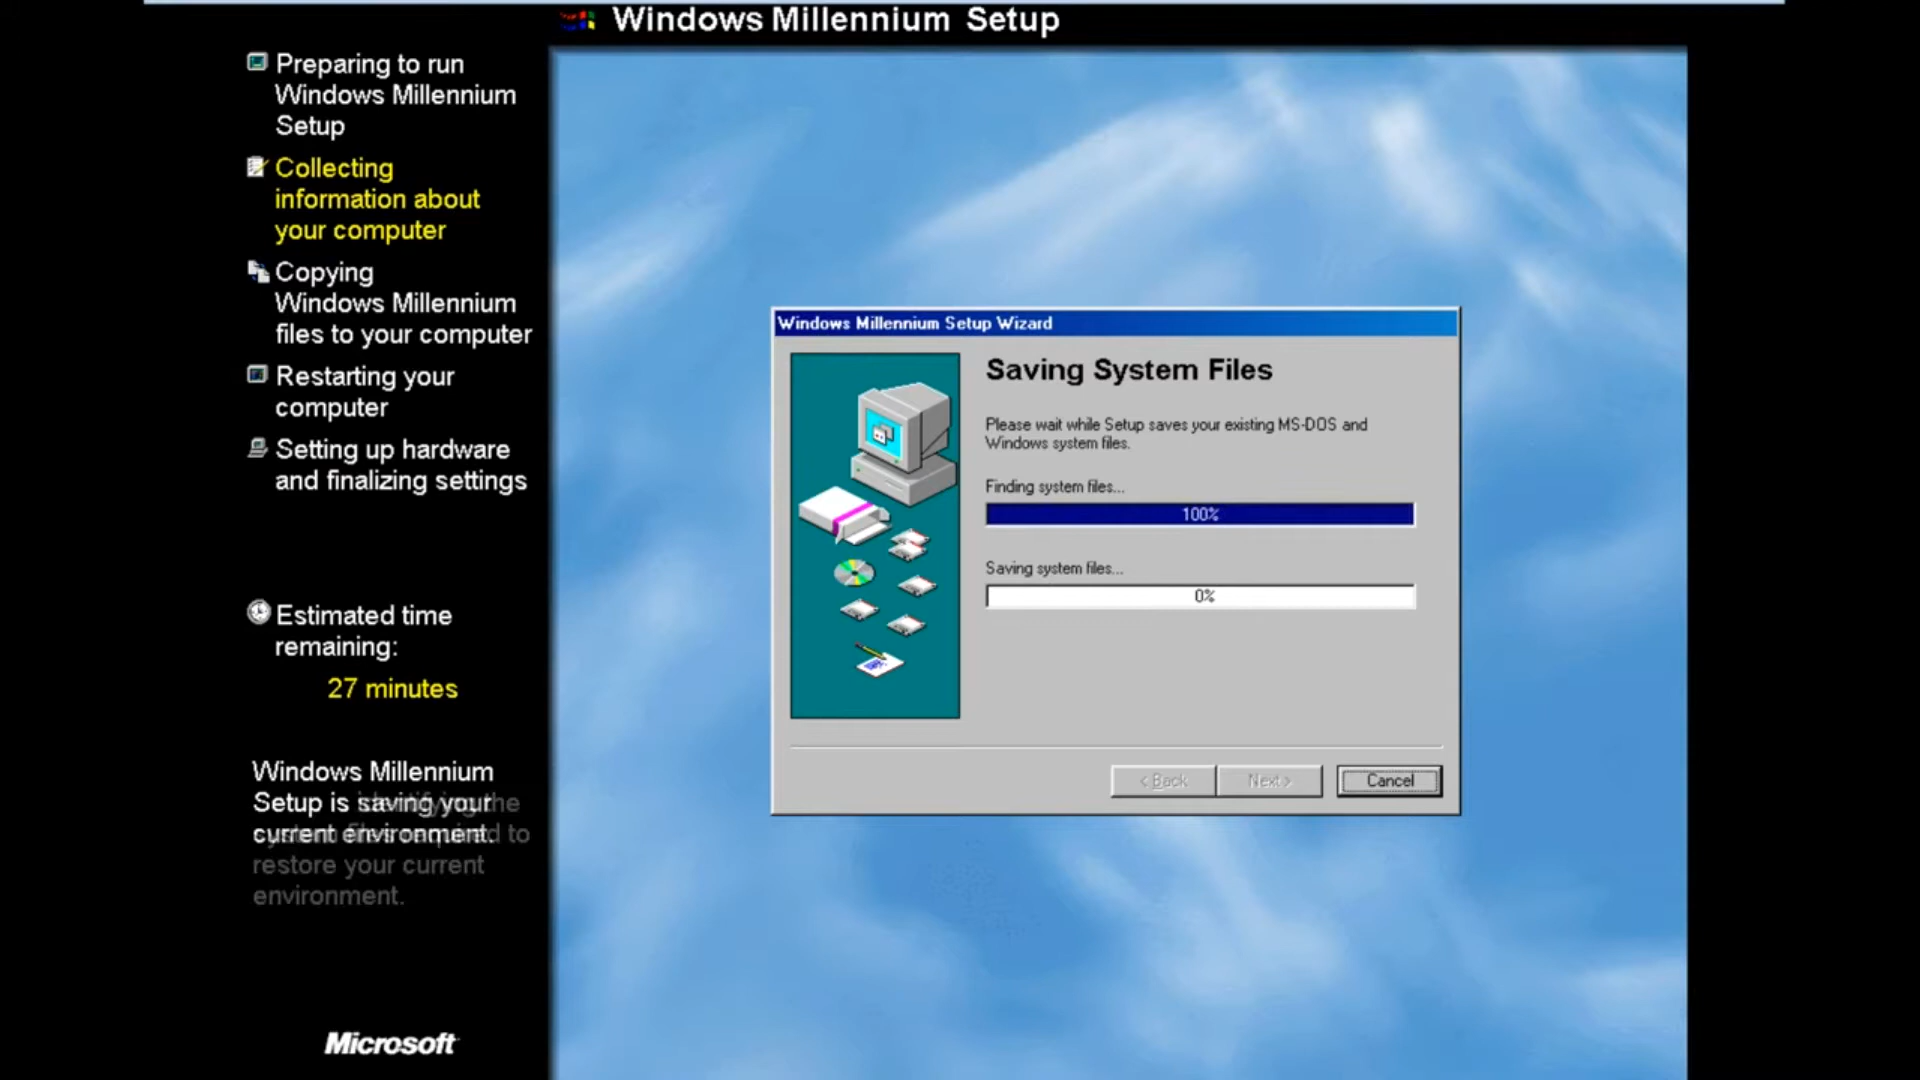 Windows Millennium Setup
Preparing to run
Windows Millennium
Setup
Collecting
information about
your computer
Copying
Windows Millennium
files to your computer
Restarting your
computer
Setting up hardware
and finalizing settings
Estimated time
remaining:
27 minutes
Windows Millennium
Setup is saving your
current environment.
restore your current
environment.
Microsoft
Windows Millennium Setup Wizard
Saving System Files
Please wait while Setup saves your existing MS-DOS and
Windows system files.
Finding system files...
100%
Saving system files...
0%
< Back
Next >
Cancel